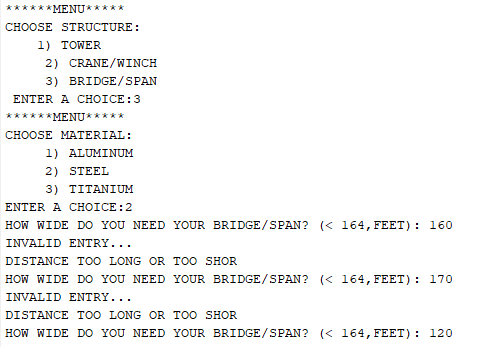 ******MENU*****
CHOOSE STRUCTURE:
1) TOWER
2) CRANE/WINCH
3) BRIDGE/SPAN
ENTER A CHOICE:3
******MENU*****
CHOOSE MATERIAL:
1) ALUMINUM
2) STEEL
3) TITANIUM
ENTER A CHOICE:2
HOW WIDE DO YOU NEED YOUR BRIDGE/SPAN? (< 164,FEET): 160
INVALID ENTRY...
DISTANCE TOO LONG OR TOO SHOR
HOW WIDE DO YOU NEED YOUR BRIDGE/SPAN? (< 164,FEET): 170
INVALID ENTRY...
DISTANCE TOO LONG OR TOO SHOR
HOW WIDE DO YOU NEED YOUR BRIDGE/SPAN? (< 164,FEET): 120